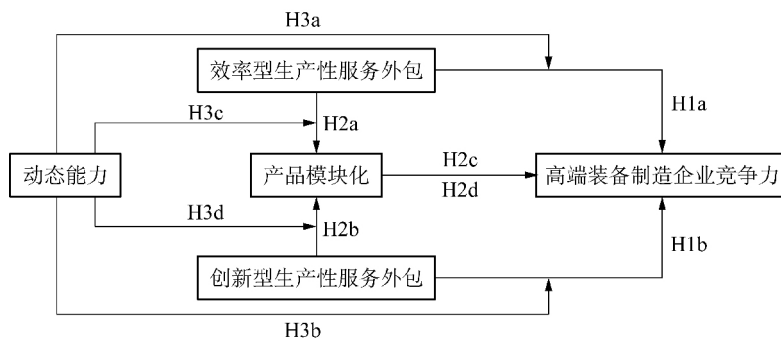 H3a
效率型生产性服务外包
H3c
H2a
H1a
动态能力
产品模块化
H2c
H2d
高端装备制造企业竞争力
H3d
H2b
H1b
创新型生产性服务外包
H3b